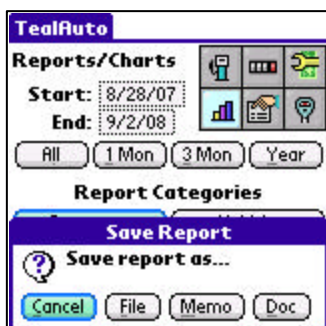 TealAuto
Reports/Charts
Start: 8/28/07
End: 9/2/08
All 1 Mon 3 Mon Year
Report Categories
Save Report
Save report as...
Cancel File Memo Doc